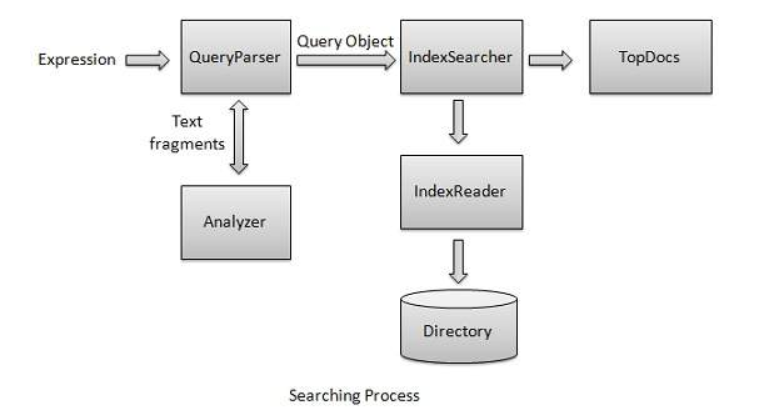 Expression
QueryParser
Query Object
IndexSearcher
TopDocs
Text
fragments
IndexReader
Analyzer
Directory
Searching Process